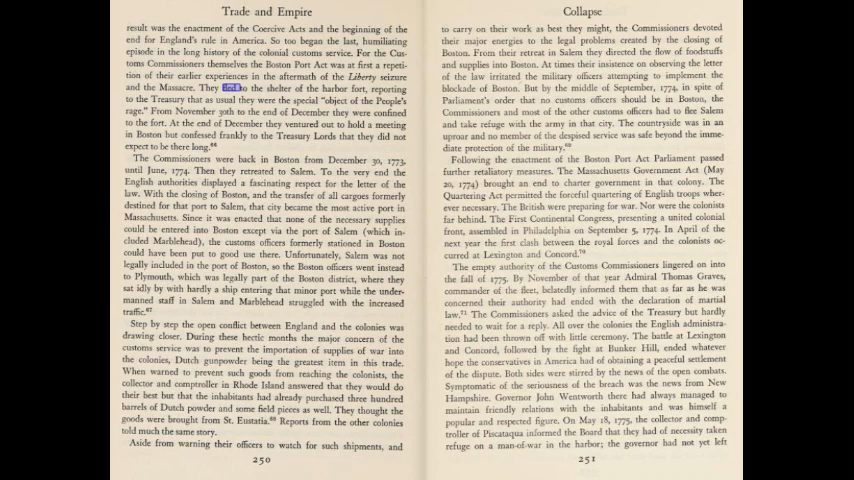 Trade and Empire
result was the enactment of the Coercive Acts and the beginning of the
end for England's rule in America. So too began the last, humiliating
episode in the long history of the colonial customs service. For the Cus-
toms Commissioners themselves the Boston Port Act was at first a repeti-
tion of their earlier experiences in the aftermath of the Liberty seizure
and the Massacre. They fled to the shelter of the harbor fort, reporting
to the Treasury that as usual they were the special "object of the People's
rage." From November 30th to the end of December they were confined
to the fort. At the end of December they ventured out to hold a meeting
in Boston but confessed frankly to the Treasury Lords that they did not
expect to be there long.⁶⁶
The Commissioners were back in Boston from December 30, 1773,
until June, 1774. Then they retreated to Salem. To the very end the
English authorities displayed a fascinating respect for the letter of the
law. With the closing of Boston, and the transfer of all cargoes formerly
destined for that port to Salem, that city became the most active port in
Massachusetts. Since it was enacted that none of the necessary supplies
could be entered into Boston except via the port of Salem (which in-
cluded Marblehead), the customs officers formerly stationed in Boston
could have been put to good use there. Unfortunately, Salem was not
legally included in the port of Boston, so the Boston officers went instead
to Plymouth, which was legally part of the Boston district, where they
sat idly by with hardly a ship entering that minor port while the under-
manned staff in Salem and Marblehead struggled with the increased
traffic.⁶⁷
Step by step the open conflict between England and the colonies was
drawing closer. During these hectic months the major concern of the
customs service was to prevent the importation of supplies of war into
the colonies, Dutch gunpowder being the greatest item in this trade.
When warned to prevent such goods from reaching the colonists, the
collector and comptroller in Rhode Island answered that they would do
their best but that the inhabitants had already purchased three hundred
barrels of Dutch powder and some field pieces as well. They thought the
goods were brought from St. Eustatia.⁶⁸ Reports from the other colonies
told much the same story.
Aside from warning their officers to watch for such shipments, and
250
Collapse
to carry on their work as best they might, the Commissioners devoted
their major energies to the legal problems created by the closing of
Boston. From their retreat in Salem they directed the flow of foodstuffs
and supplies into Boston. At times their insistence on observing the letter
of the law irritated the military officers attempting to implement the
blockade of Boston. But by the middle of September, 1774, in spite of
Parliament's order that no customs officers should be in Boston, the
Commissioners and most of the other customs officers had to flee Salem
and take refuge with the army in that city. The countryside was in an
uproar and no member of the despised service was safe beyond the imme-
diate protection of the military.⁶⁹
Following the enactment of the Boston Port Act Parliament passed
further retaliatory measures. The Massachusetts Government Act (May
20, 1774) brought an end to charter government in that colony. The
Quartering Act permitted the forceful quartering of English troops wher-
ever necessary. The British were preparing for war. Nor were the colonists
far behind. The First Continental Congress, presenting a united colonial
front, assembled in Philadelphia on September 5, 1774. In April of the
next year the first clash between the royal forces and the colonists oc-
curred at Lexington and Concord.⁷⁰
The empty authority of the Customs Commissioners lingered on into
the fall of 1775. By November of that year Admiral Thomas Graves,
commander of the fleet, belatedly informed them that as far as he was
concerned their authority had ended with the declaration of martial
law.⁷¹ The Commissioners asked the advice of the Treasury but hardly
needed to wait for a reply. All over the colonies the English administra-
tion had been thrown off with little ceremony. The battle at Lexington
and Concord, followed by the fight at Bunker Hill, ended whatever
hope the conservatives in America had of obtaining a peaceful settlement
of the dispute. Both sides were stirred by the news of the open combats.
Symptomatic of the seriousness of the breach was the news from New
Hampshire. Governor John Wentworth there had always managed to
maintain friendly relations with the inhabitants and was himself a
popular and respected figure. On May 18, 1775, the collector and comp-
troller of Piscataqua informed the Board that they had of necessity taken
refuge on a man-of-war in the harbor; the governor had not yet left
251